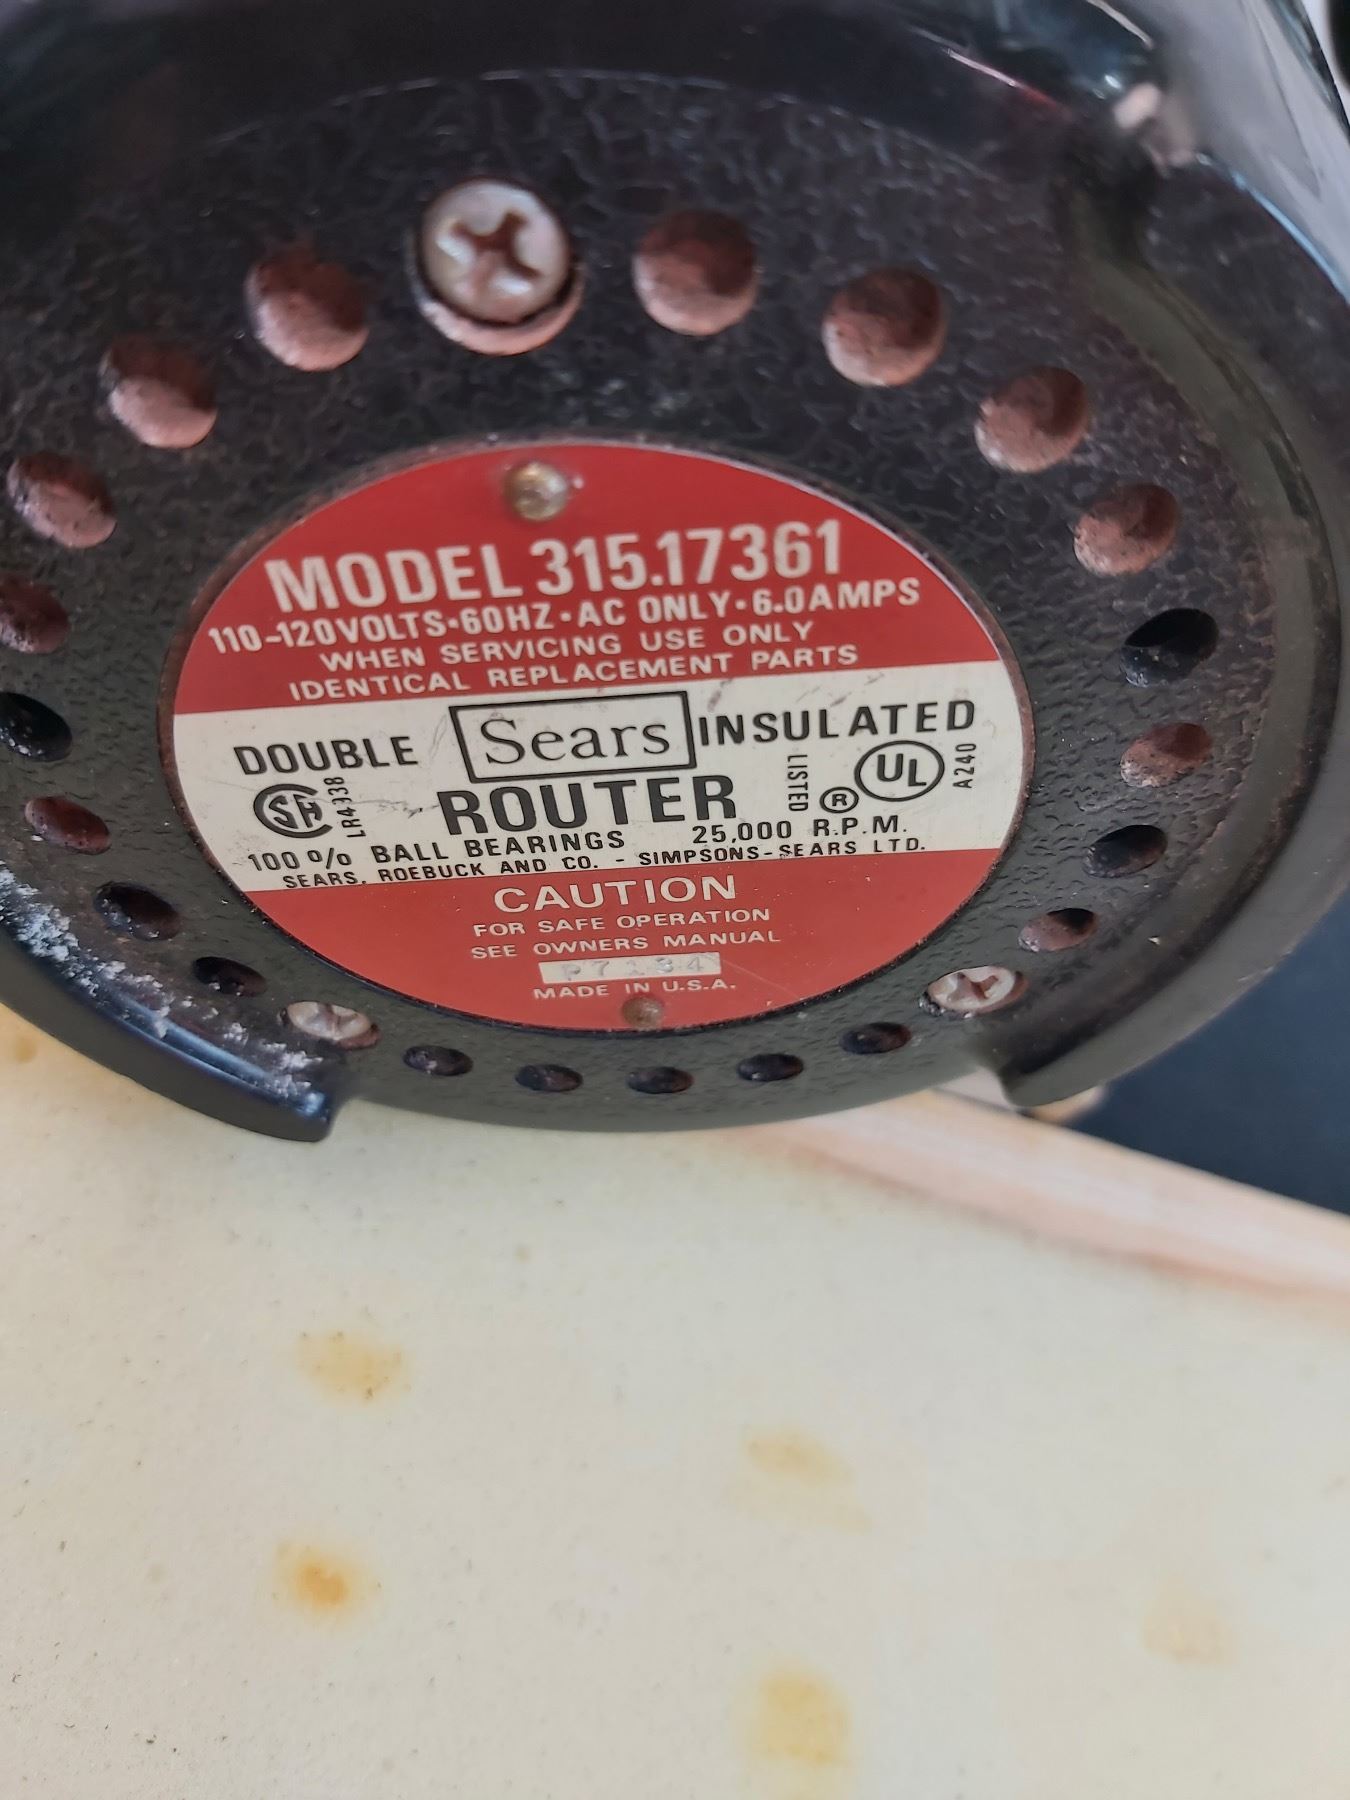 MODEL 315.17361
110-120VOLTS•60HZ•AC ONLY•6.0AMPS
WHEN SERVICING USE ONLY
IDENTICAL REPLACEMENT PARTS
DOUBLE Sears INSULATED
SA LR4338 ROUTER LISTED ® UL A240
100% BALL BEARINGS 25,000 R.P.M.
SEARS, ROEBUCK AND CO. - SIMPSONS-SEARS LTD.
CAUTION
FOR SAFE OPERATION
SEE OWNERS MANUAL
MADE IN U.S.A.